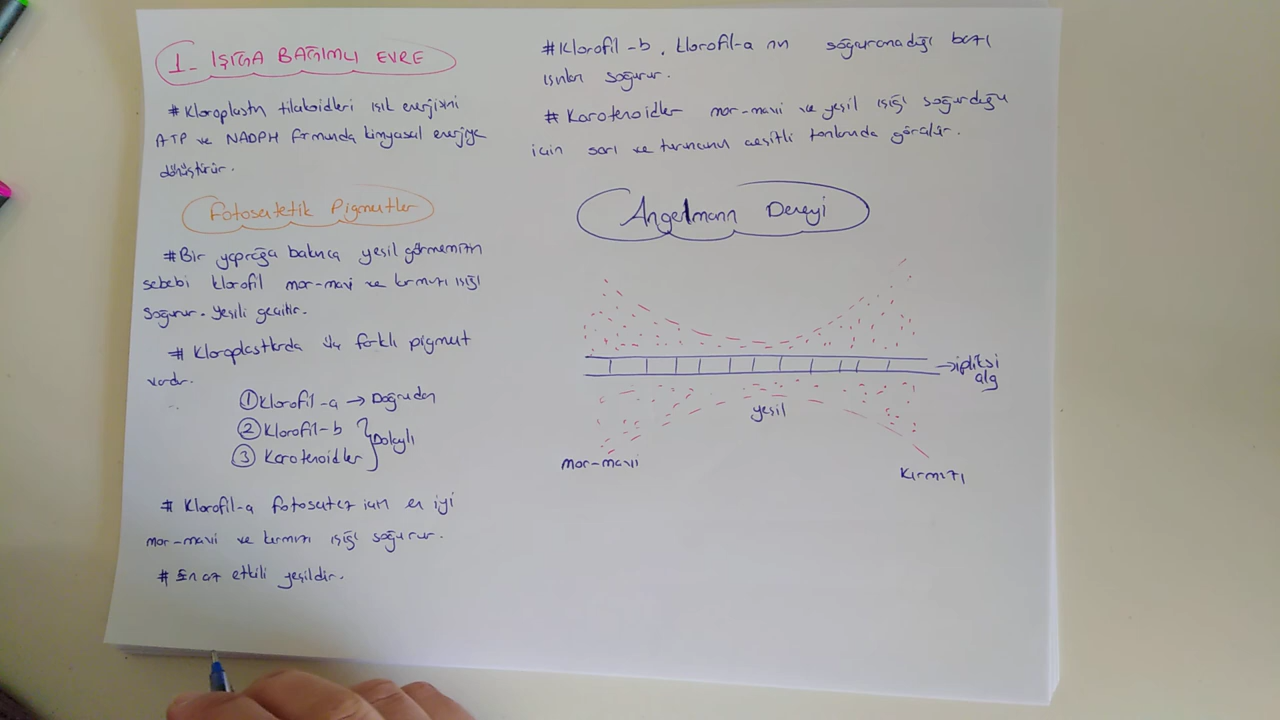 1- IŞIĞA BAĞIMLI EVRE
# Kloroplastın tilakoidleri ışık enerjisini
ATP ve NADPH formunda kimyasal enerjiye
dönüştürür.
Fotosentetik Pigmentler
# Bir yaprağa bakınca yeşil görmemizin
sebebi klorofil mor-mavi ve kırmızı ışığı
soğurur. Yeşili geçirir.
# Kloroplastlarda üç farklı pigment
vardır.
① Klorofil-a → Doğrudan
② Klorofil-b
③ Karotenoidler
Dolaylı
# Klorofil-a fotosentez için en iyi
mor-mavi ve kırmızı ışığı soğurur.
# En az etkili yeşildir.
# Klorofil-b, klorofil-a nın soğuramadığı bazı
ışınları soğurur.
# Karotenoidler mor-mavi ve yeşil ışığı soğurduğu
için sarı ve turuncunun çeşitli tonlarında görülür.
Angelmann Deneyi
→ ipliksi
alg
yeşil
mor-mavi
kırmızı